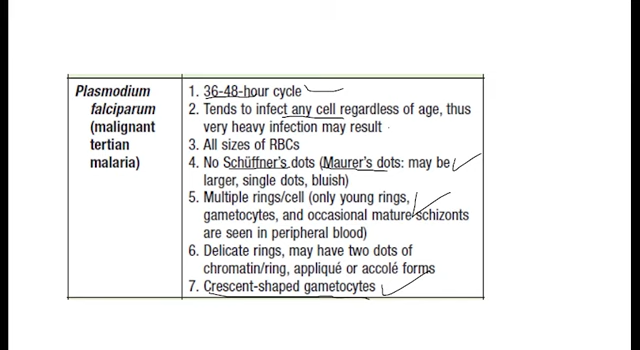 Plasmodium
falciparum
(malignant
tertian
malaria)
1. 36-48-hour cycle
2. Tends to infect any cell regardless of age, thus
very heavy infection may result
3. All sizes of RBCs
4. No Schüffner's dots (Maurer's dots: may be
larger, single dots, bluish)
5. Multiple rings/cell (only young rings,
gametocytes, and occasional mature schizonts
are seen in peripheral blood)
6. Delicate rings, may have two dots of
chromatin/ring, appliqué or accolé forms
7. Crescent-shaped gametocytes